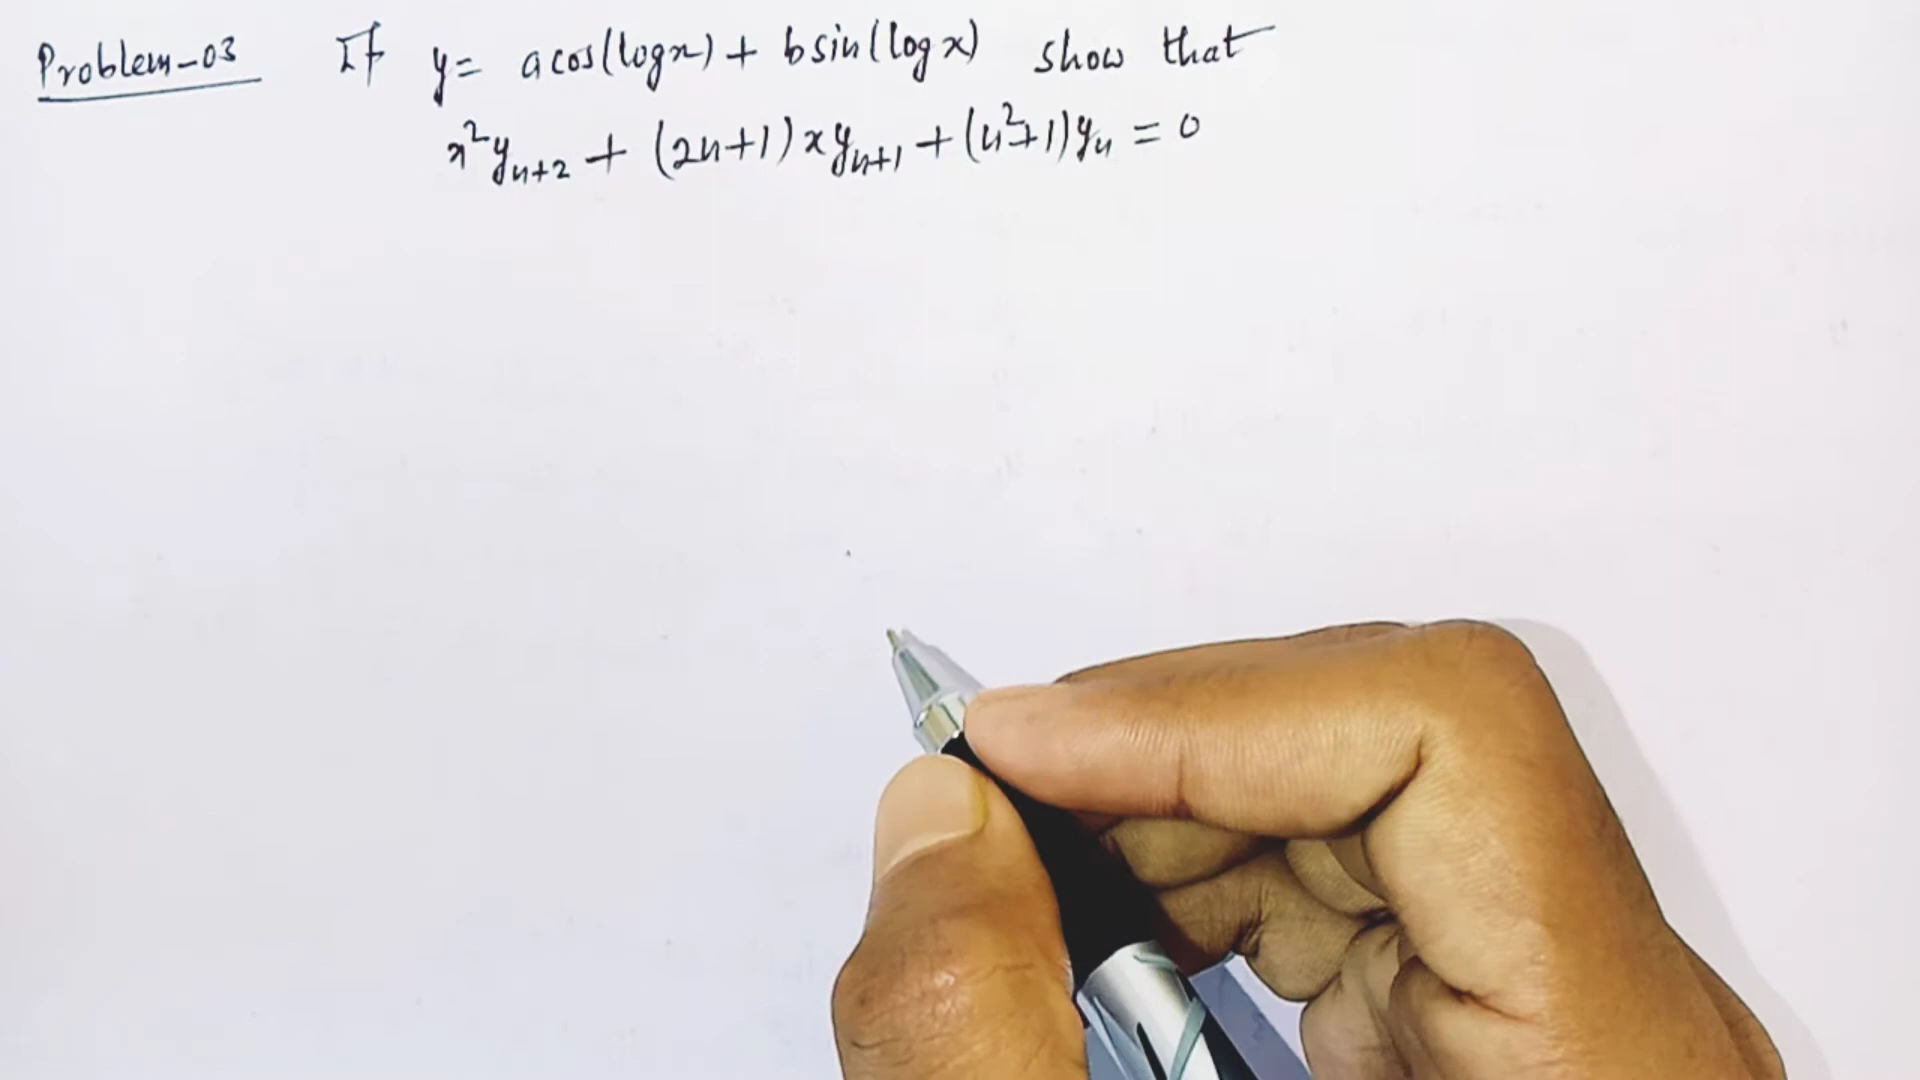 Problem-03 If y= acos(logx)+ bsin(logx) show that
x²yₙ₊₂ + (2n+1)xyₙ₊₁ + (n²+1)yₙ = 0